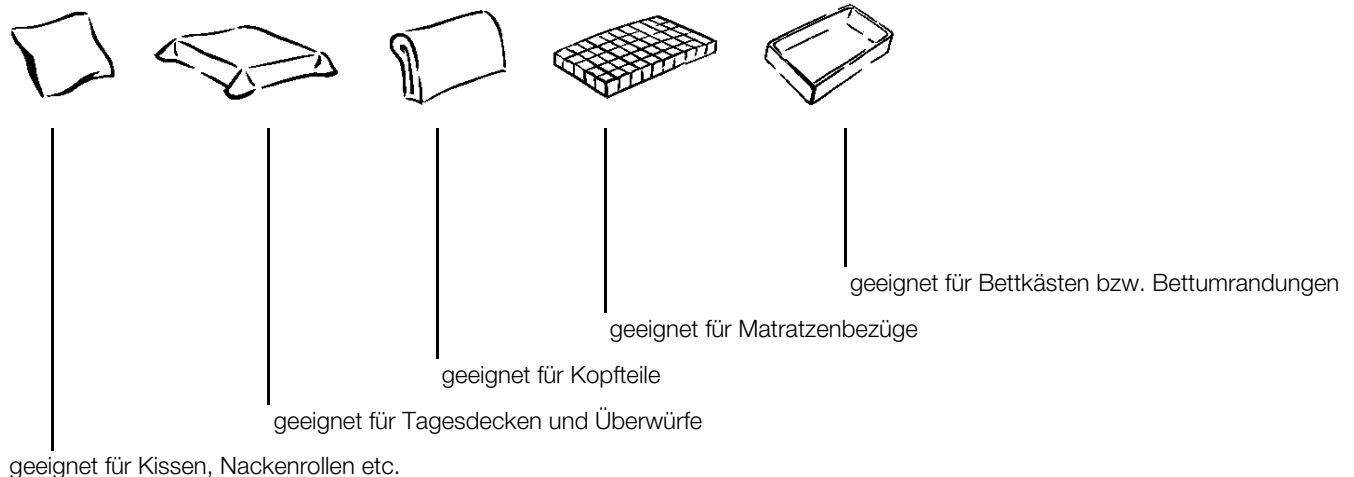 geeignet für Bettkästen bzw. Bettumrandungen
geeignet für Matratzenbezüge
geeignet für Kopfteile
geeignet für Tagesdecken und Überwürfe
geeignet für Kissen, Nackenrollen etc.